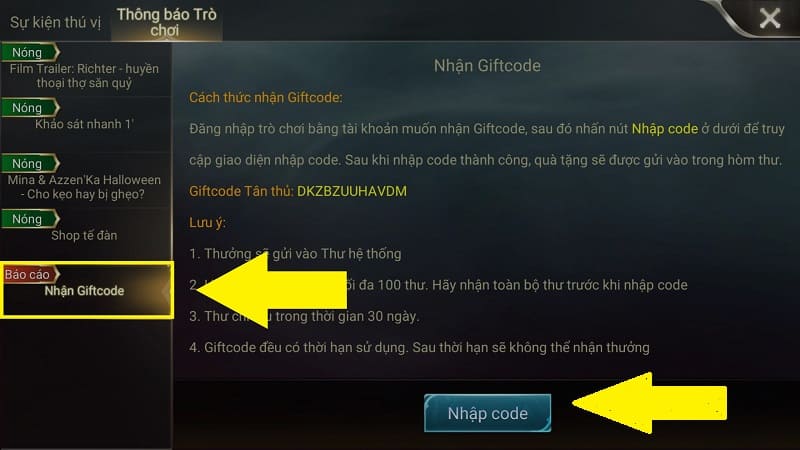 Sự kiện thú vị
Thông báo Trò
chơi
Nóng
Film Trailer: Richter - huyền
thoại thợ săn quỷ
Nóng
Khảo sát nhanh 1'
Nóng
Mina & Azzen'Ka Halloween
- Cho kẹo hay bị ghẹo?
Nóng
Shop tế đàn
Báo cáo
Nhận Giftcode
Nhận Giftcode
Cách thức nhận Giftcode:
Đăng nhập trò chơi bằng tài khoản muốn nhận Giftcode, sau đó nhấn nút Nhập code ở dưới để truy
cập giao diện nhập code. Sau khi nhập code thành công, quà tặng sẽ được gửi vào trong hòm thư.
Giftcode Tân thủ: DKZBZUUHAVDM
Lưu ý:
1. Thưởng sẽ gửi vào Thư hệ thống
2. đa 100 thư. Hãy nhận toàn bộ thư trước khi nhập code
3. Thư trong thời gian 30 ngày.
4. Giftcode đều có thời hạn sử dụng. Sau thời hạn sẽ không thể nhận thưởng
Nhập code